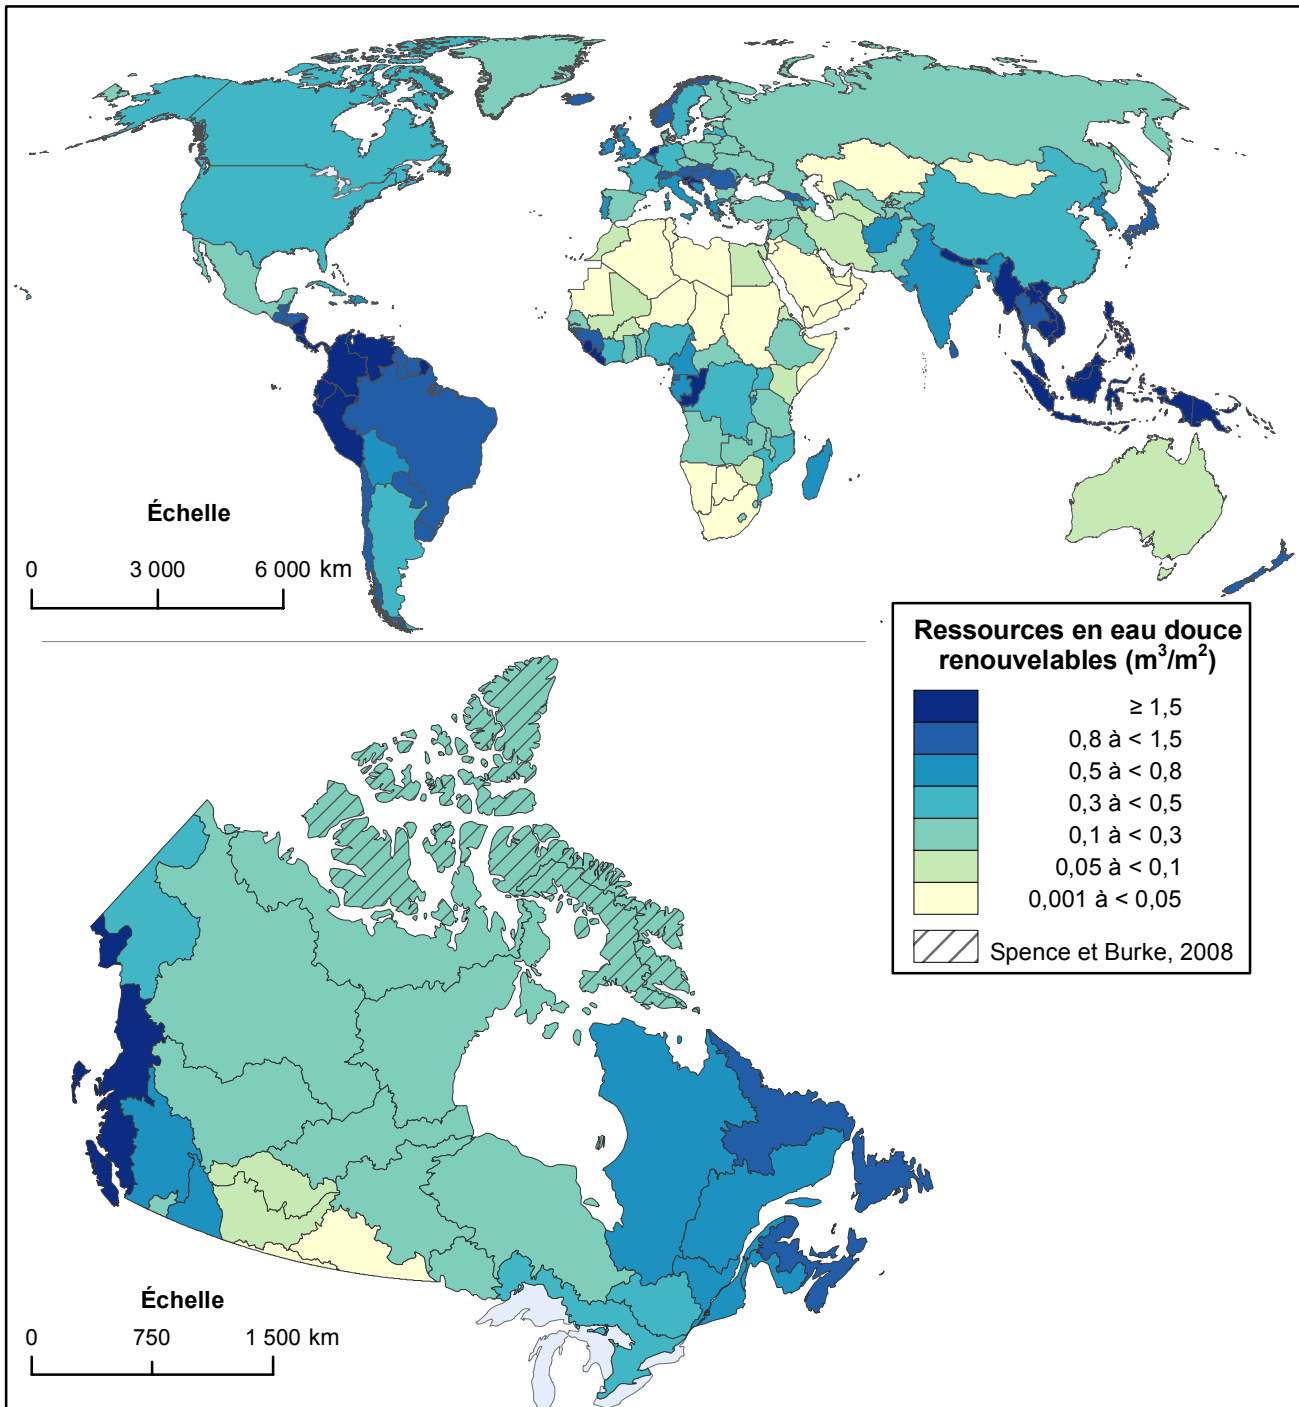 Échelle
0 3 000 6 000 km
Ressources en eau douce
renouvelables (m³/m²)
≥ 1,5
0,8 à < 1,5
0,5 à < 0,8
0,3 à < 0,5
0,1 à < 0,3
0,05 à < 0,1
0,001 à < 0,05
Spence et Burke, 2008
Échelle
0 750 1 500 km